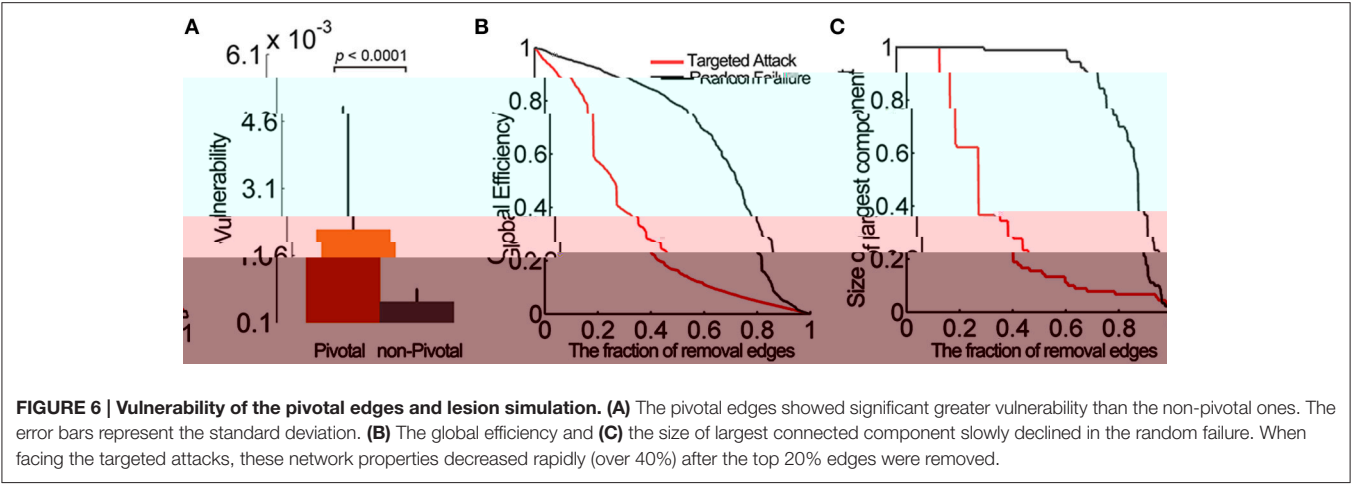 A
B
C
x 10⁻³
6.1
p < 0.0001
4.6
3.1
1.6
0.1
Vulnerability
Pivotal non-Pivotal
1
0.8
0.6
0.4
0.2
0
Global Efficiency
Targeted Attack
Random Failure
0 0.2 0.4 0.6 0.8 1
The fraction of removal edges
1
0.8
0.6
0.4
0.2
0
Size of largest component
0 0.2 0.4 0.6 0.8
The fraction of removal edges
FIGURE 6 | Vulnerability of the pivotal edges and lesion simulation. (A) The pivotal edges showed significant greater vulnerability than the non-pivotal ones. The
error bars represent the standard deviation. (B) The global efficiency and (C) the size of largest connected component slowly declined in the random failure. When
facing the targeted attacks, these network properties decreased rapidly (over 40%) after the top 20% edges were removed.